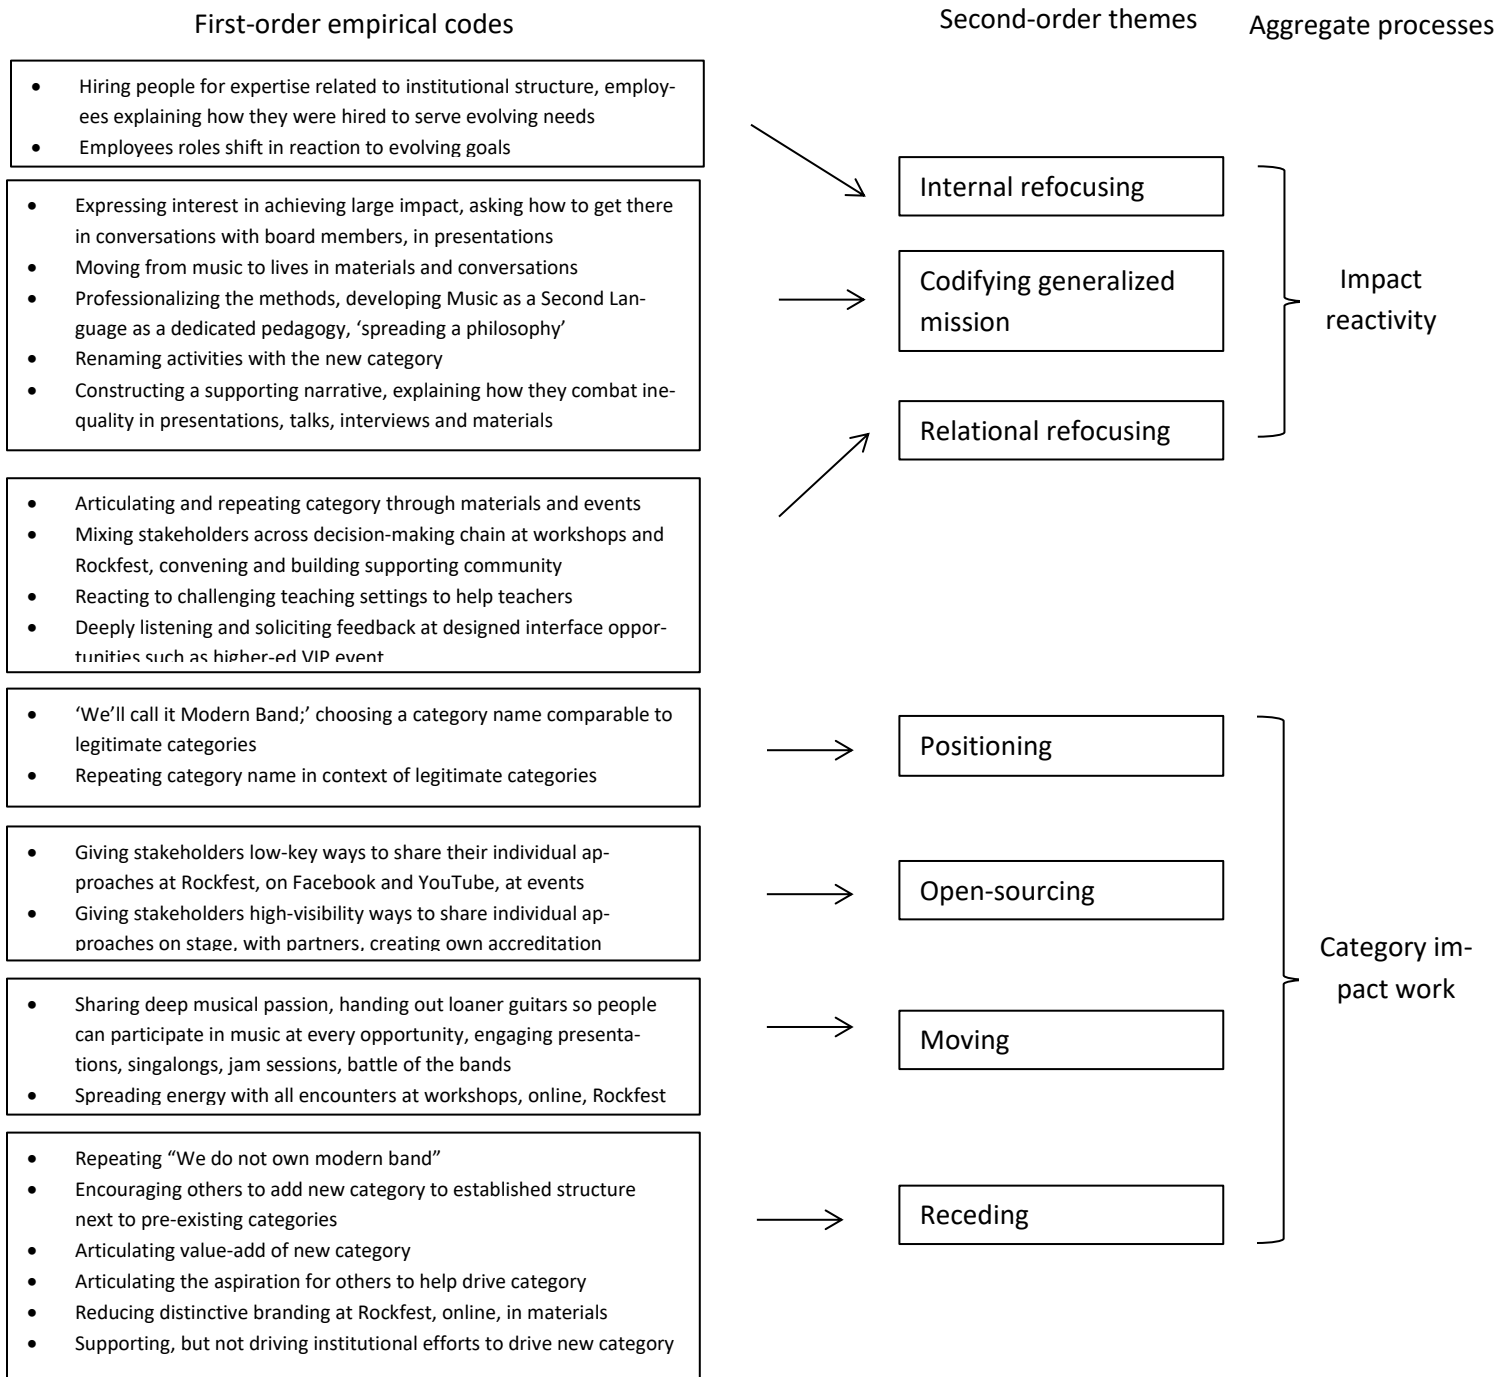 First-order empirical codes
Second-order themes
Aggregate processes
• Hiring people for expertise related to institutional structure, employ-
ees explaining how they were hired to serve evolving needs
• Employees roles shift in reaction to evolving goals
• Expressing interest in achieving large impact, asking how to get there
in conversations with board members, in presentations
• Moving from music to lives in materials and conversations
• Professionalizing the methods, developing Music as a Second Lan-
guage as a dedicated pedagogy, ‘spreading a philosophy’
• Renaming activities with the new category
• Constructing a supporting narrative, explaining how they combat ine-
quality in presentations, talks, interviews and materials
• Articulating and repeating category through materials and events
• Mixing stakeholders across decision-making chain at workshops and
Rockfest, convening and building supporting community
• Reacting to challenging teaching settings to help teachers
• Deeply listening and soliciting feedback at designed interface oppor-
tunities such as higher-ed VIP event
Internal refocusing
Codifying generalized
mission
Relational refocusing
Impact
reactivity
• ‘We’ll call it Modern Band;’ choosing a category name comparable to
legitimate categories
• Repeating category name in context of legitimate categories
• Giving stakeholders low-key ways to share their individual ap-
proaches at Rockfest, on Facebook and YouTube, at events
• Giving stakeholders high-visibility ways to share individual ap-
proaches on stage, with partners, creating own accreditation
• Sharing deep musical passion, handing out loaner guitars so people
can participate in music at every opportunity, engaging presenta-
tions, singalongs, jam sessions, battle of the bands
• Spreading energy with all encounters at workshops, online, Rockfest
• Repeating “We do not own modern band”
• Encouraging others to add new category to established structure
next to pre-existing categories
• Articulating value-add of new category
• Articulating the aspiration for others to help drive category
• Reducing distinctive branding at Rockfest, online, in materials
• Supporting, but not driving institutional efforts to drive new category
Positioning
Open-sourcing
Moving
Receding
Category im-
pact work